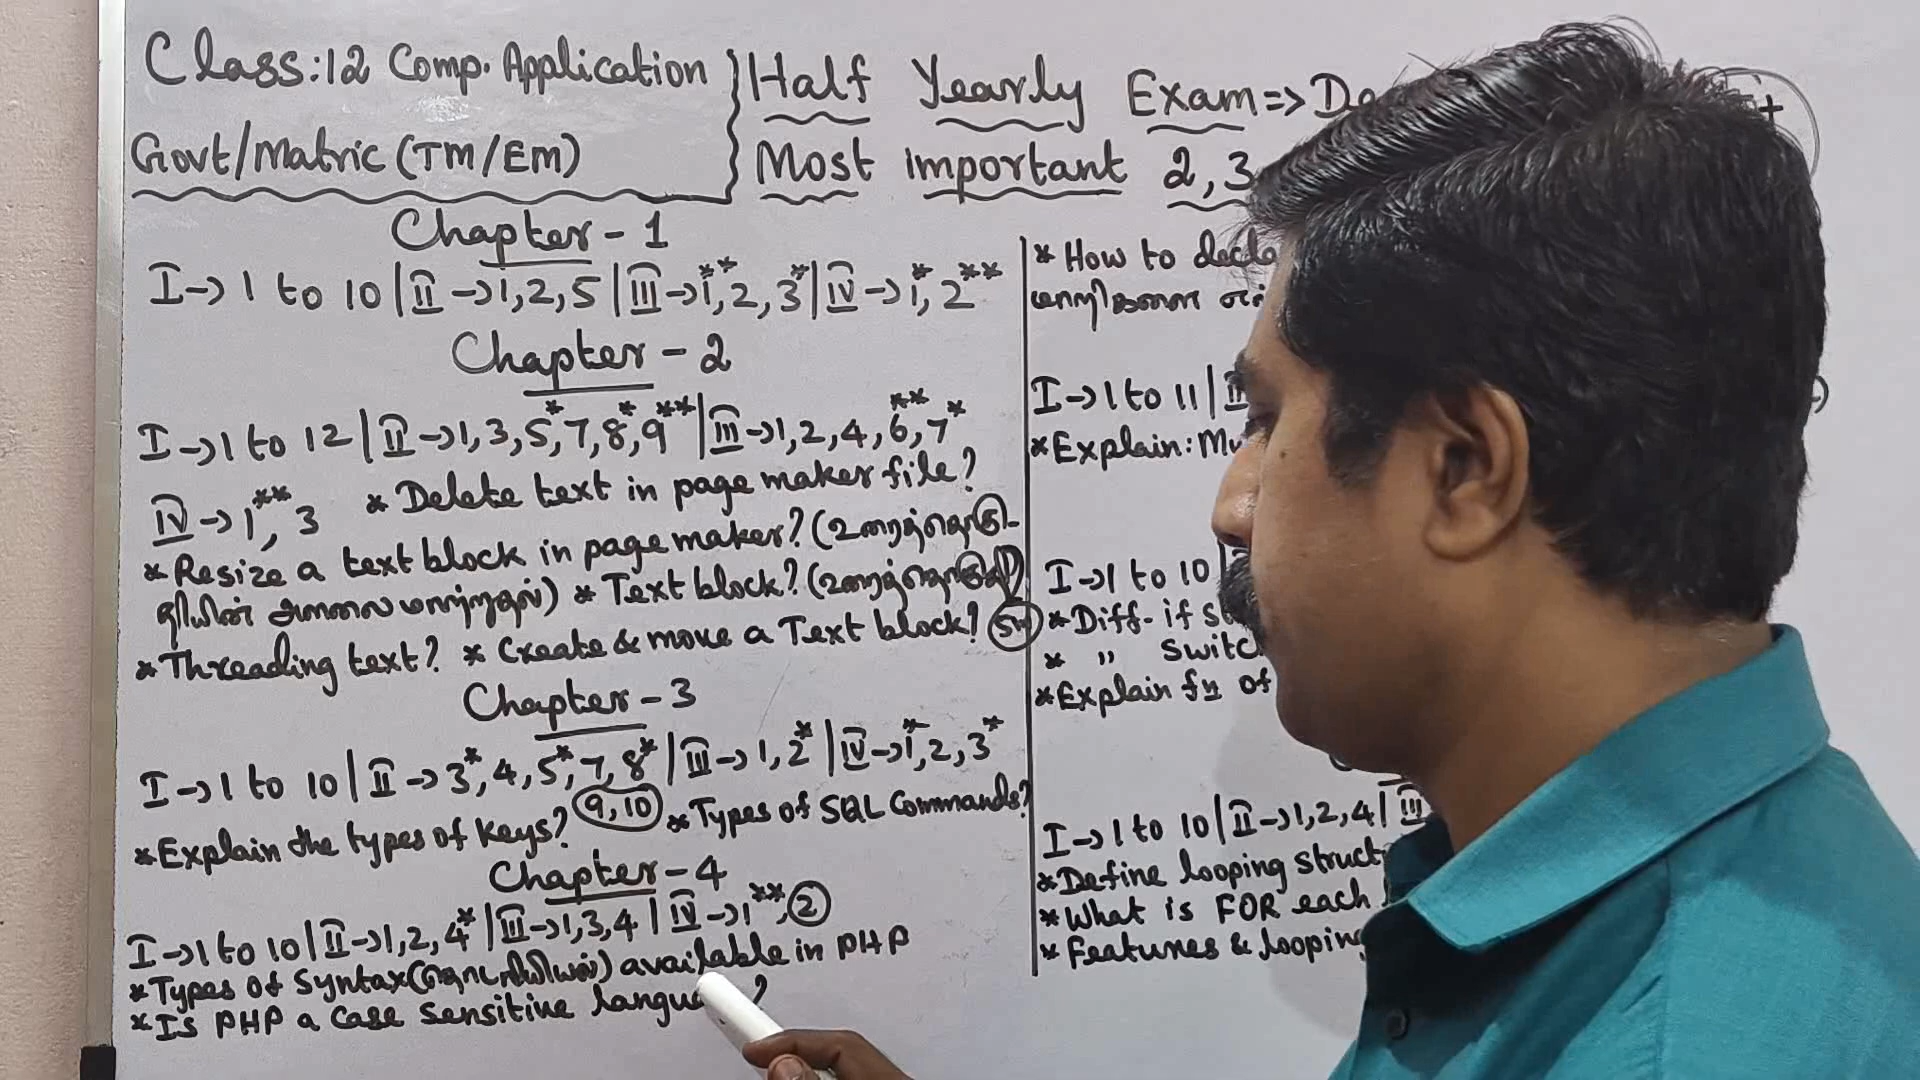 Class:12 Comp. Application
Govt/Matric (TM/EM)
Half Yearly Exam=>
Most important 2, 3
Chapter - 1
I→1 to 10 | II →1,2,5 | III→1**,2,3* | IV→1*,2**
Chapter - 2
I→1 to 12 | II→1,3,5*,7,8*,9** | III→1,2,4,6**,7*
IV→1**,3 * Delete text in page maker file?
* Resize a text block in page maker? (உரைத்தொகு-
தியின் அளவை மாற்றுதல்) * Text block? (உரைத்தொகுதி)
* Threading text? * Create & move a Text block? 5m
Chapter - 3
I→1 to 10 | II→3*,4,5*,7,8* | III→1,2* | IV→1*,2,3*
* Explain the types of keys? 9,10 * Types of SQL Commands?
Chapter - 4
I→1 to 10 | II→1,2,4* | III→1,3,4 | IV→1**,2
* Types of Syntax(தொடரியியல்) available in PHP
* Is PHP a case sensitive ?
* How to
I→1 to 11 |
* Explain:
I→1 to 10
* Diff- if
* ,,
* Explain fn of
I→1 to 10 | II→1,2,4 | III
* Define looping
* What is FOR each
* Features & looping